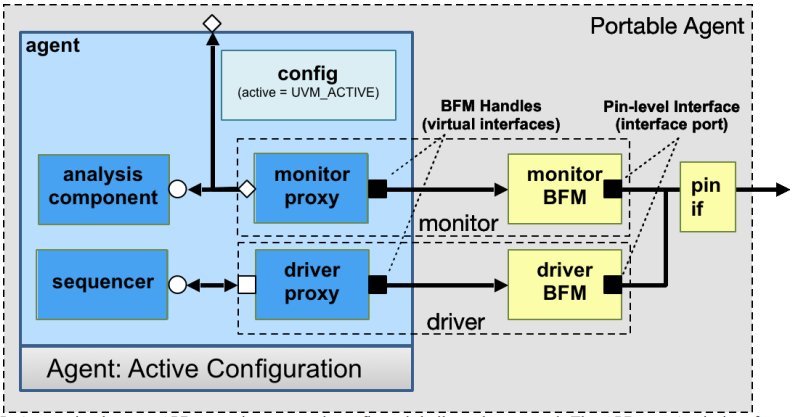 Portable Agent
agent
config
(active = UVM_ACTIVE)
BFM Handles
(virtual interfaces)
Pin-level Interface
(interface port)
analysis
component
monitor
proxy
monitor
BFM
pin
if
monitor
sequencer
driver
proxy
driver
BFM
driver
Agent: Active Configuration